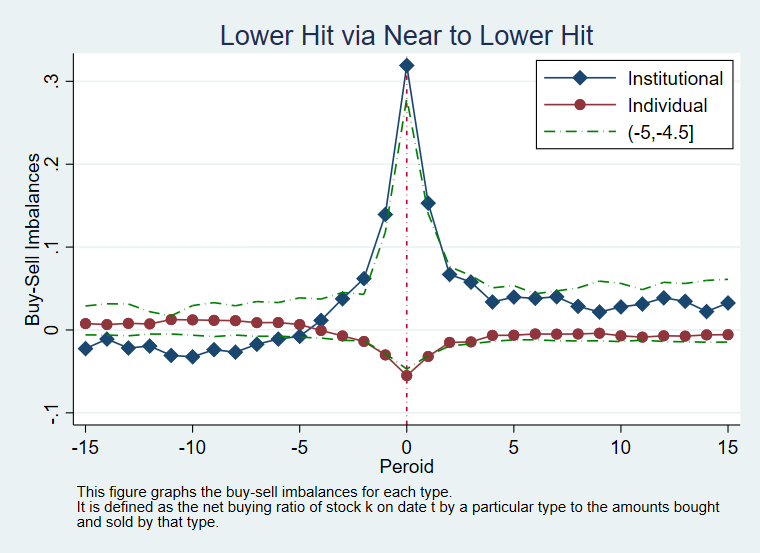 Lower Hit via Near to Lower Hit
Institutional
Individual
(-5,-4.5]
Buy-Sell Imbalances
.3
.2
.1
0
-.1
-15 -10 -5 0 5 10 15
Peroid
This figure graphs the buy-sell imbalances for each type.
It is defined as the net buying ratio of stock k on date t by a particular type to the amounts bought
and sold by that type.